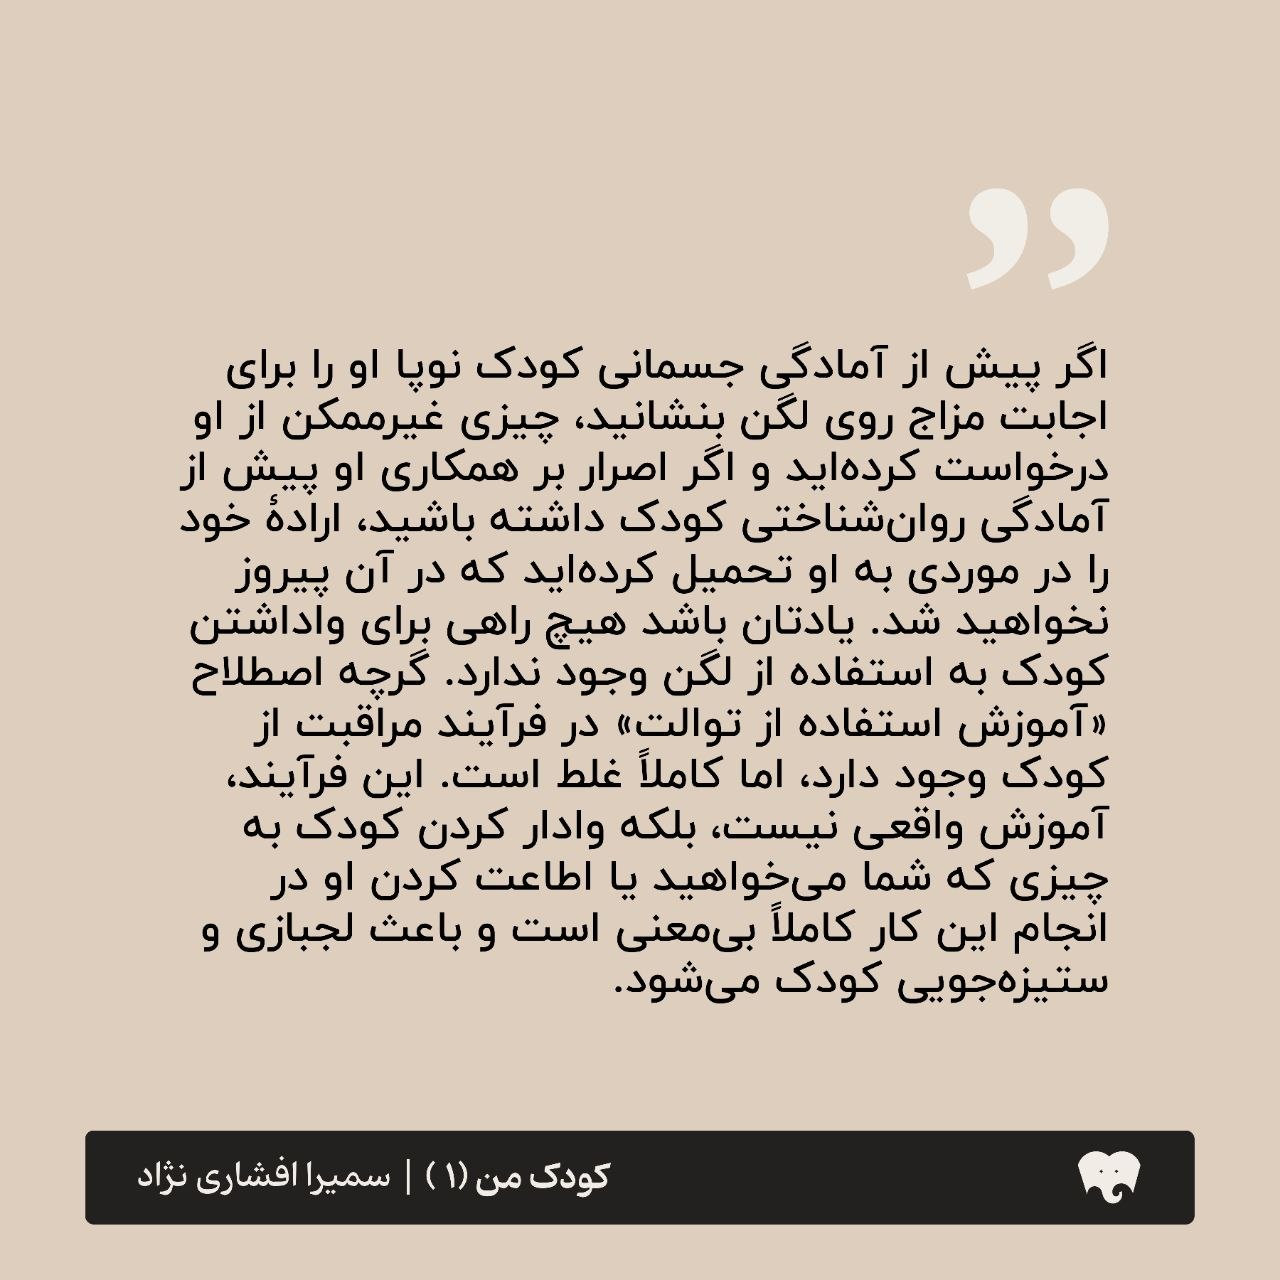 ”
اگر پیش از آمادگی جسمانی کودک نوپا او را برای
اجابت مزاج روی لگن بنشانید، چیزی غیرممکن از او
درخواست کرده‌اید و اگر اصرار بر همکاری او پیش از
آمادگی روان‌شناختی کودک داشته باشید، ارادهٔ خود
را در موردی به او تحمیل کرده‌اید که در آن پیروز
نخواهید شد. یادتان باشد هیچ راهی برای واداشتن
کودک به استفاده از لگن وجود ندارد. گرچه اصطلاح
«آموزش استفاده از توالت» در فرآیند مراقبت از
کودک وجود دارد، اما کاملاً غلط است. این فرآیند،
آموزش واقعی نیست، بلکه وادار کردن کودک به
چیزی که شما می‌خواهید یا اطاعت کردن او در
انجام این کار کاملاً بی‌معنی است و باعث لجبازی و
ستیزه‌جویی کودک می‌شود.
کودک من (۱) | سمیرا افشاری نژاد